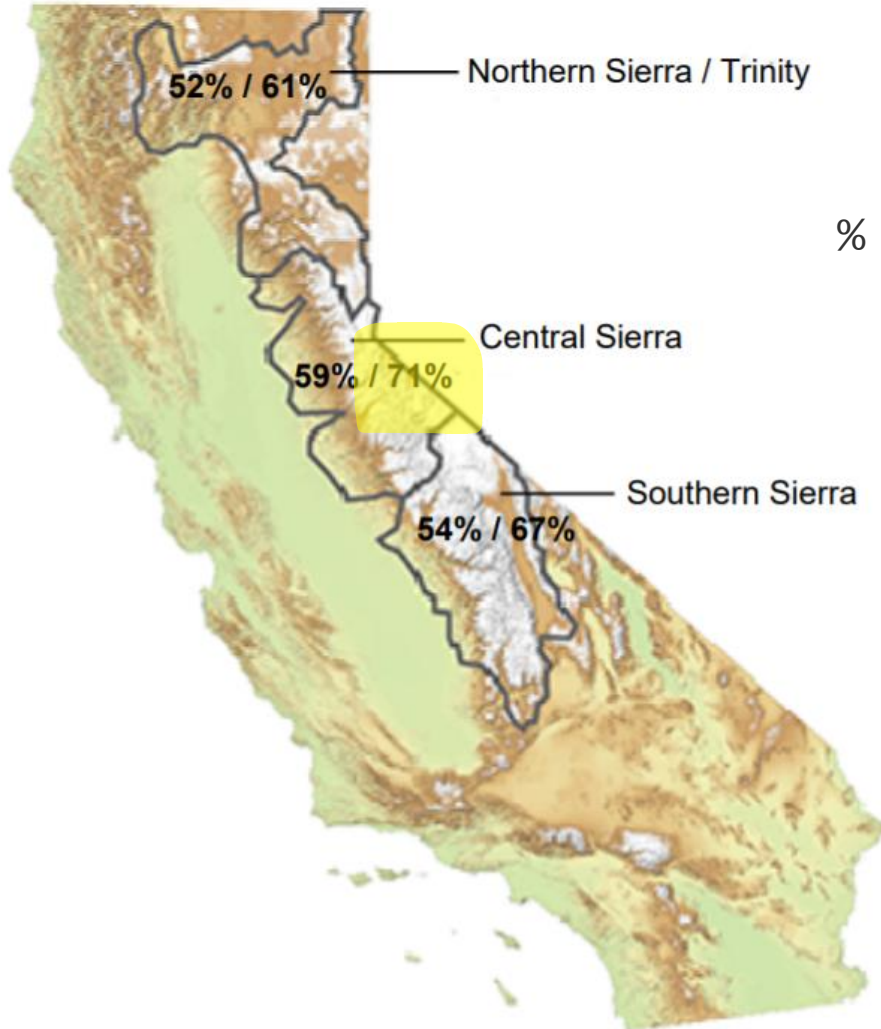 52% / 61%
Northern Sierra / Trinity
%
Central Sierra
59% / 71%
Southern Sierra
54% / 67%